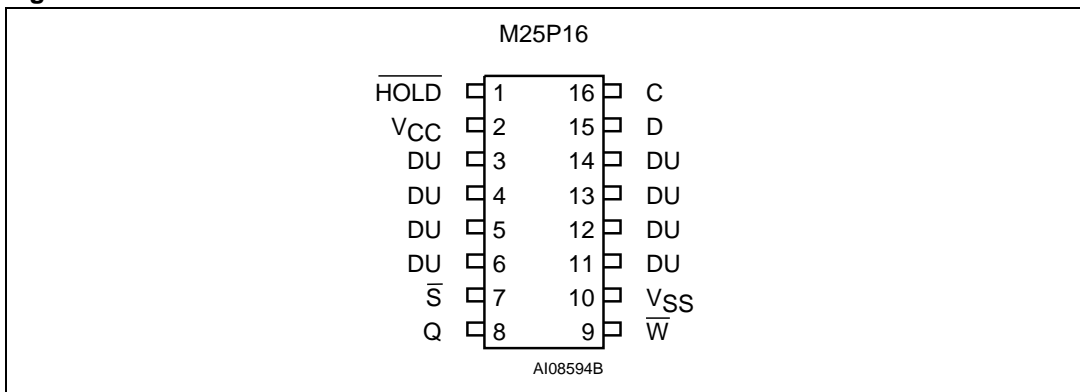 M25P16
HOLD 1 16 C
VCC 2 15 D
DU 3 14 DU
DU 4 13 DU
DU 5 12 DU
DU 6 11 DU
S 7 10 VSS
Q 8 9 W
AI08594B